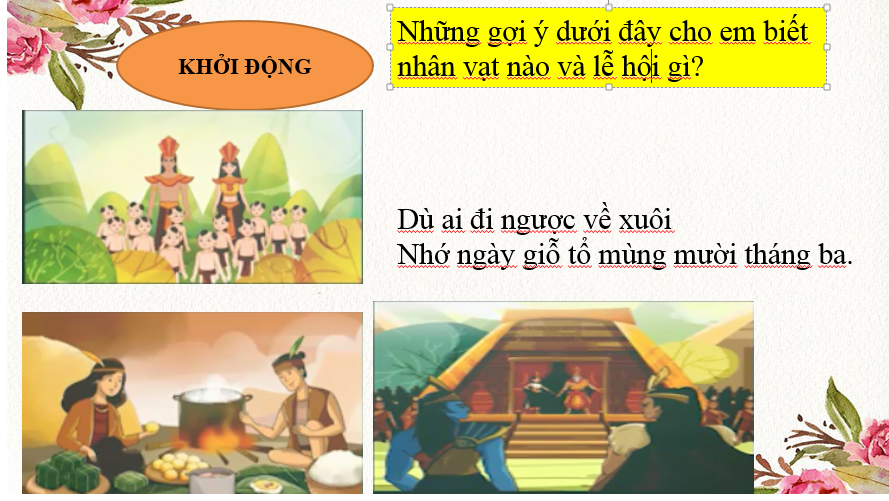 KHỞI ĐỘNG
Những gợi ý dưới đây cho em biết
nhân vật nào và lễ hội gì?
Dù ai đi ngược về xuôi
Nhớ ngày giỗ tổ mùng mười tháng ba.